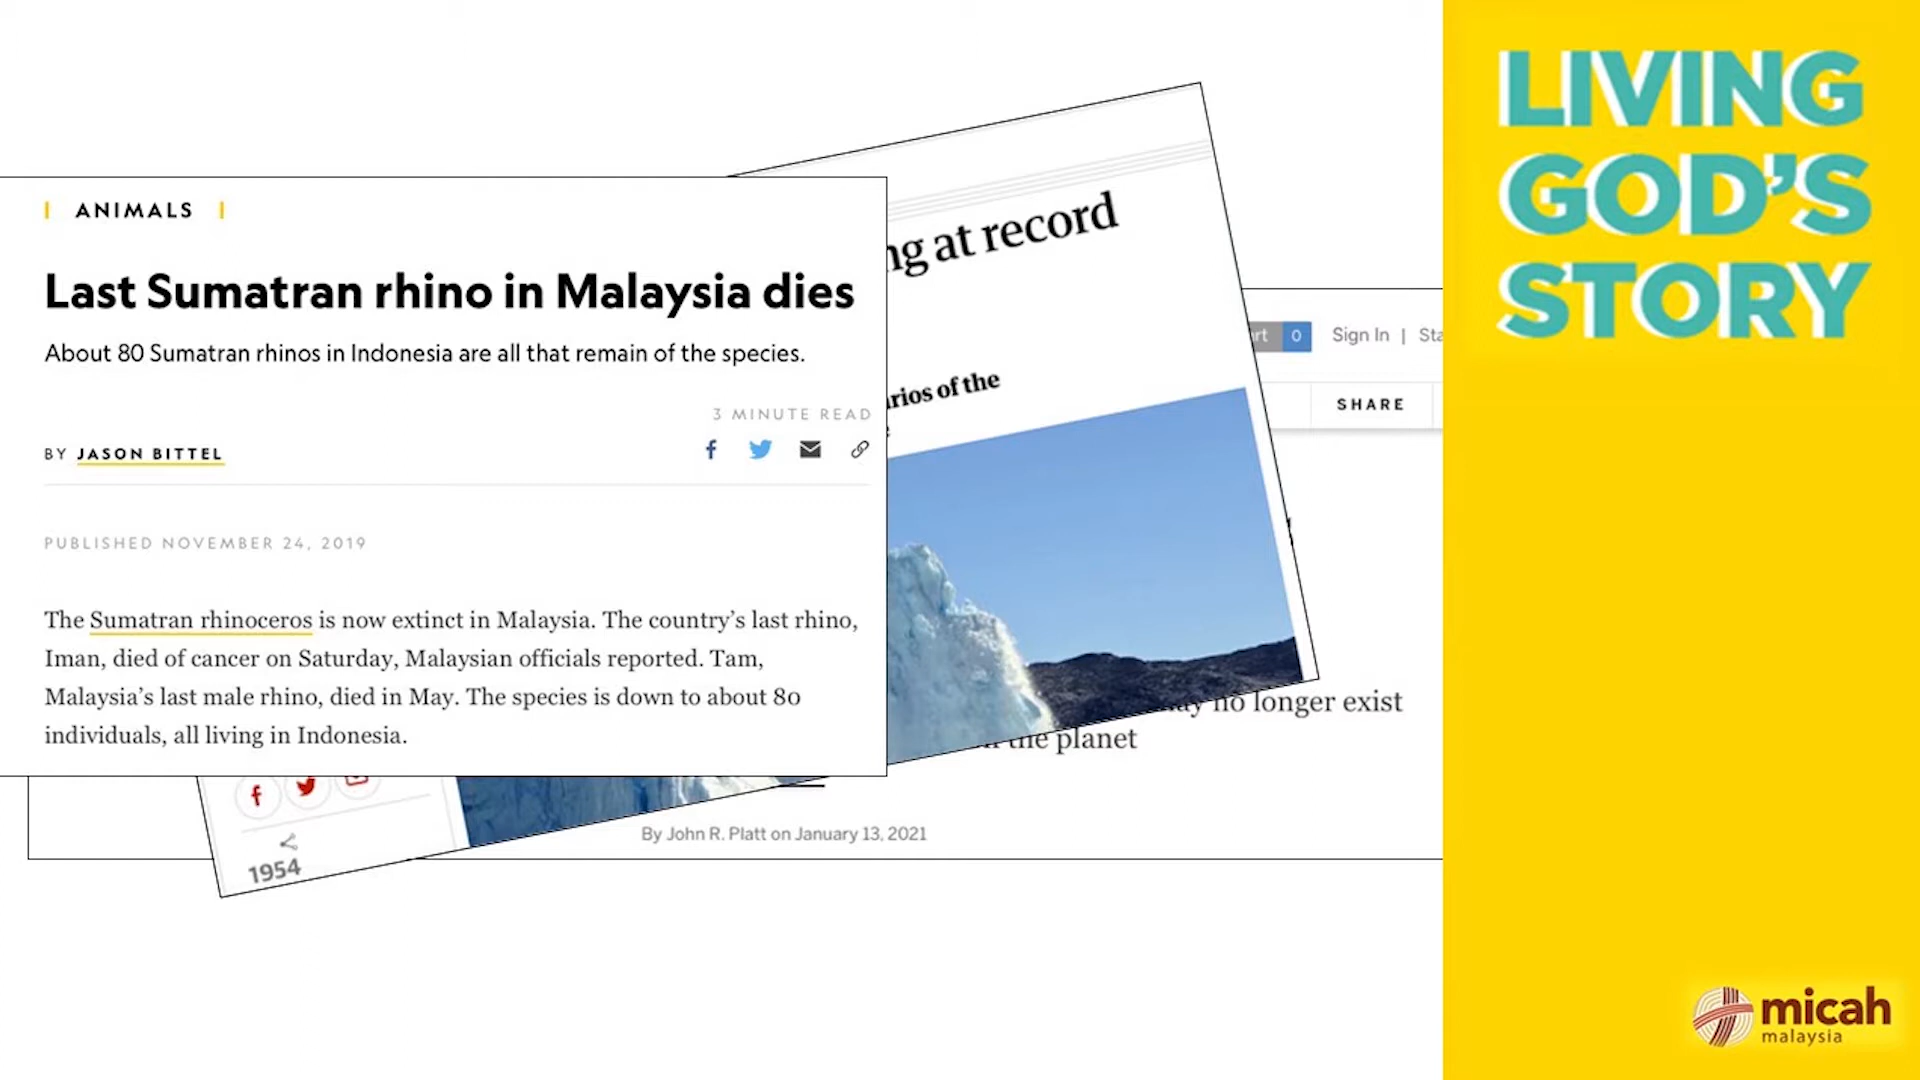 ANIMALS
Last Sumatran rhino in Malaysia dies
About 80 Sumatran rhinos in Indonesia are all that remain of the species.
3 MINUTE READ
BY JASON BITTEL
PUBLISHED NOVEMBER 24, 2019
The Sumatran rhinoceros is now extinct in Malaysia. The country’s last rhino,
Iman, died of cancer on Saturday, Malaysian officials reported. Tam,
Malaysia’s last male rhino, died in May. The species is down to about 80
individuals, all living in Indonesia.
at record
of the
1954
0
Sign In |
SHARE
no longer exist
the planet
By John R. Platt on January 13, 2021
LIVING
GOD’S
STORY
micah
malaysia